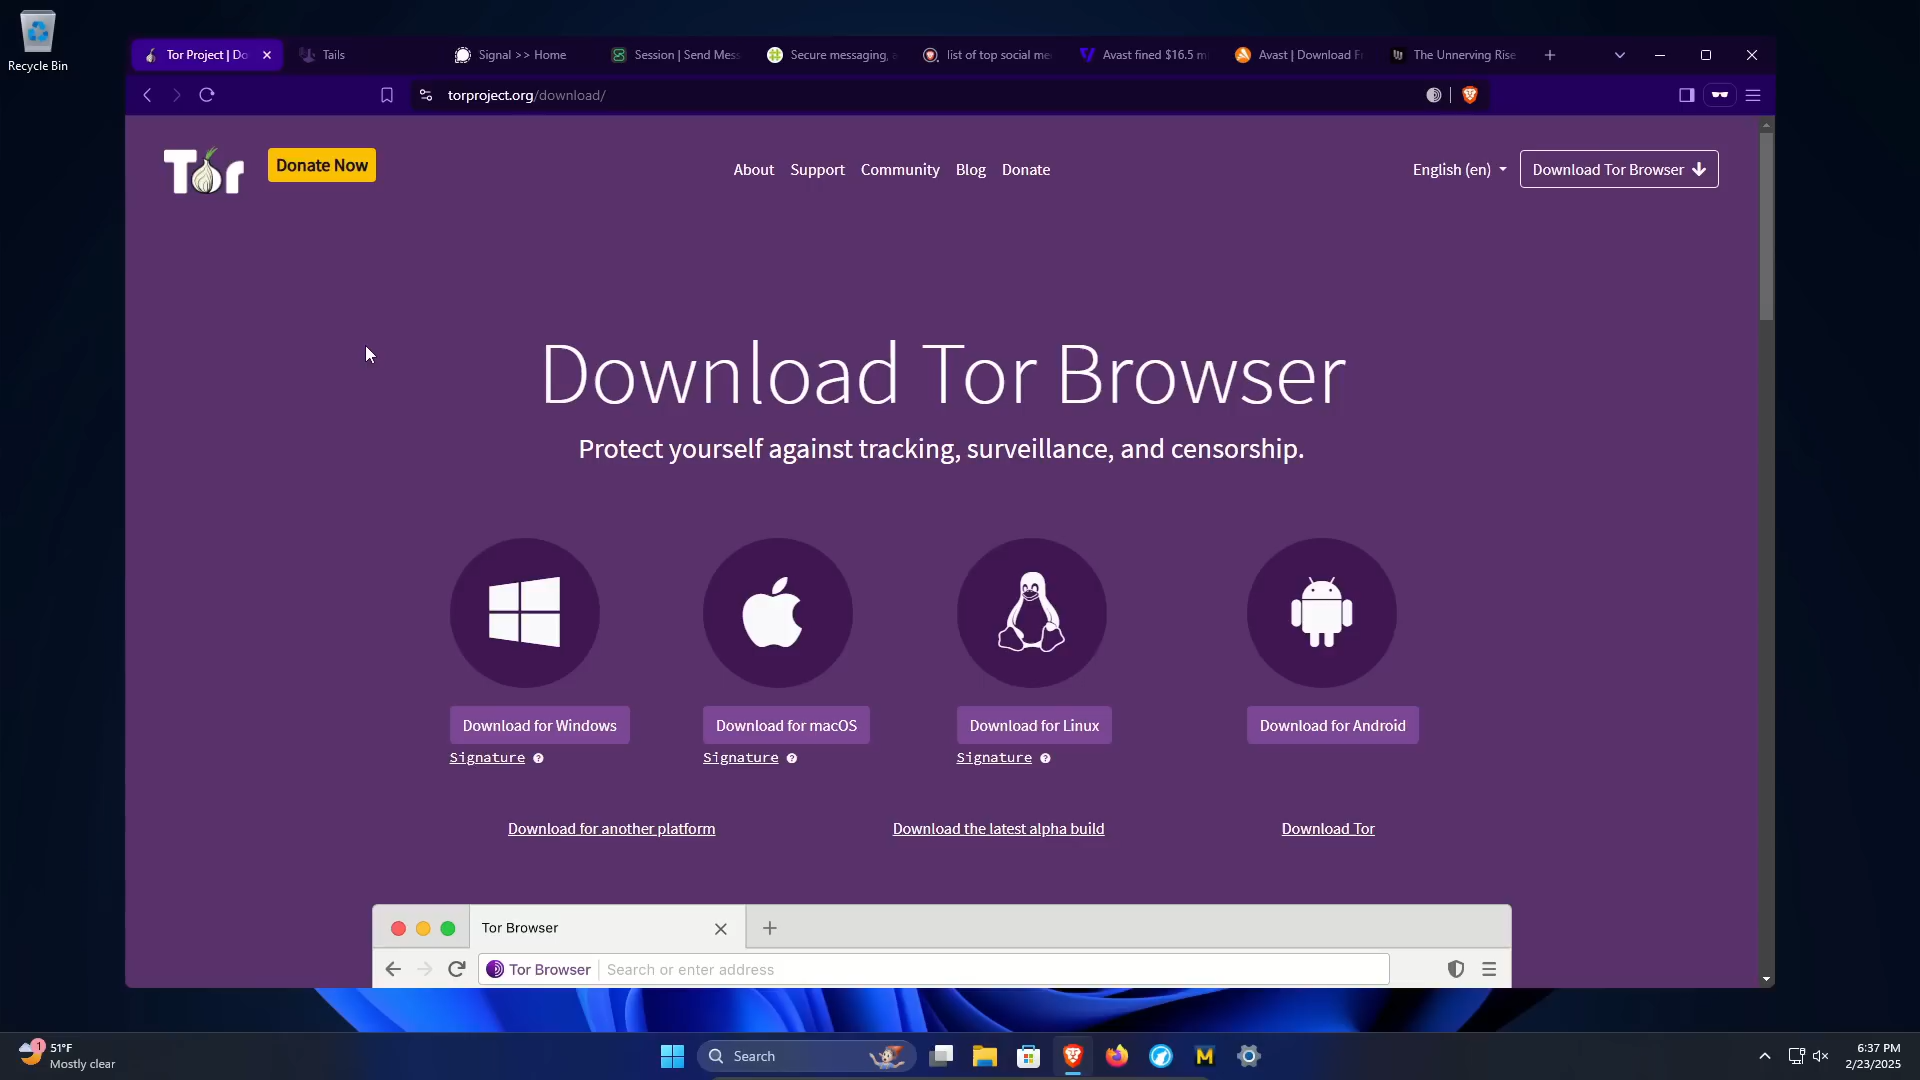 Recycle Bin
Tor Project | Do
Tails
Signal >> Home
Session | Send Mess
Secure messaging, a
list of top social me
Avast fined $16.5 m
Avast | Download Fr
The Unnerving Rise
torproject.org/download/
Tor
Donate Now
About
Support
Community
Blog
Donate
English (en)
Download Tor Browser
Download Tor Browser
Protect yourself against tracking, surveillance, and censorship.
Download for Windows
Download for macOS
Download for Linux
Download for Android
Signature
Signature
Signature
Download for another platform
Download the latest alpha build
Download Tor
Tor Browser
Tor Browser
Search or enter address
1
51°F
Mostly clear
Search
M
6:37 PM
2/23/2025